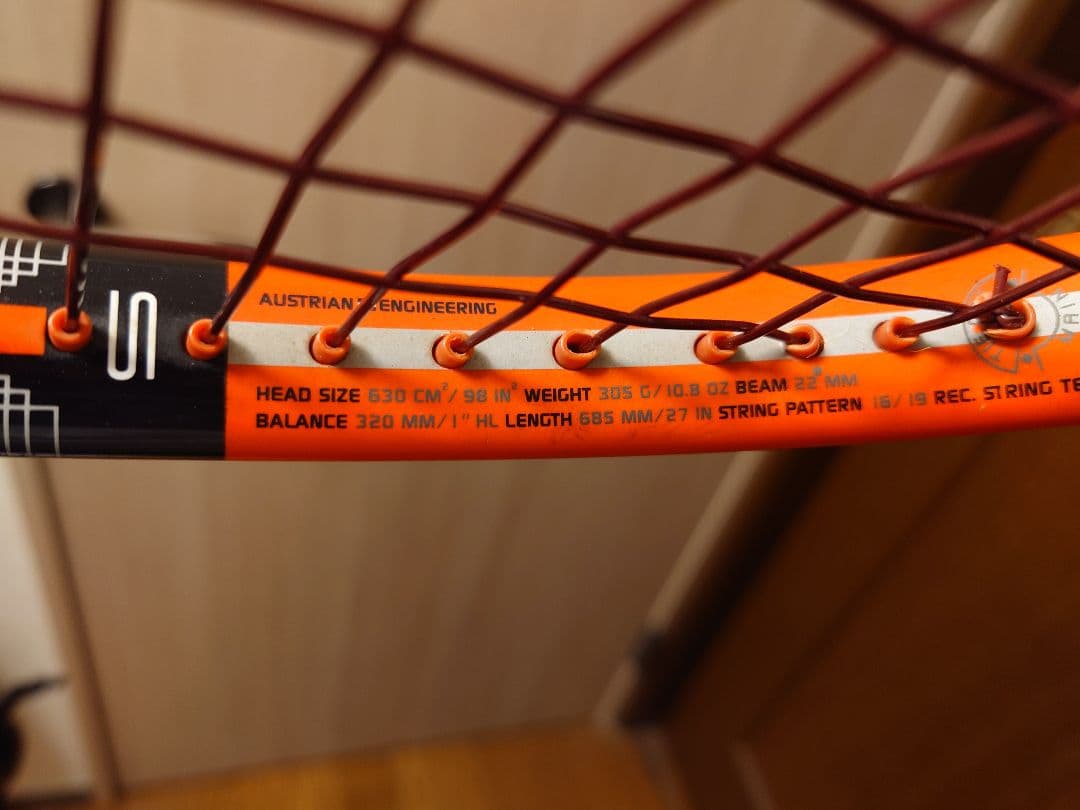 S
AUSTRIAN ENGINEERING
HEAD SIZE 630 CM²/ 98 IN² WEIGHT 305 G/10.8 OZ BEAM 22 MM
BALANCE 320 MM/1" HL LENGTH 685 MM/27 IN STRING PATTERN 16/19 REC. STRING TE